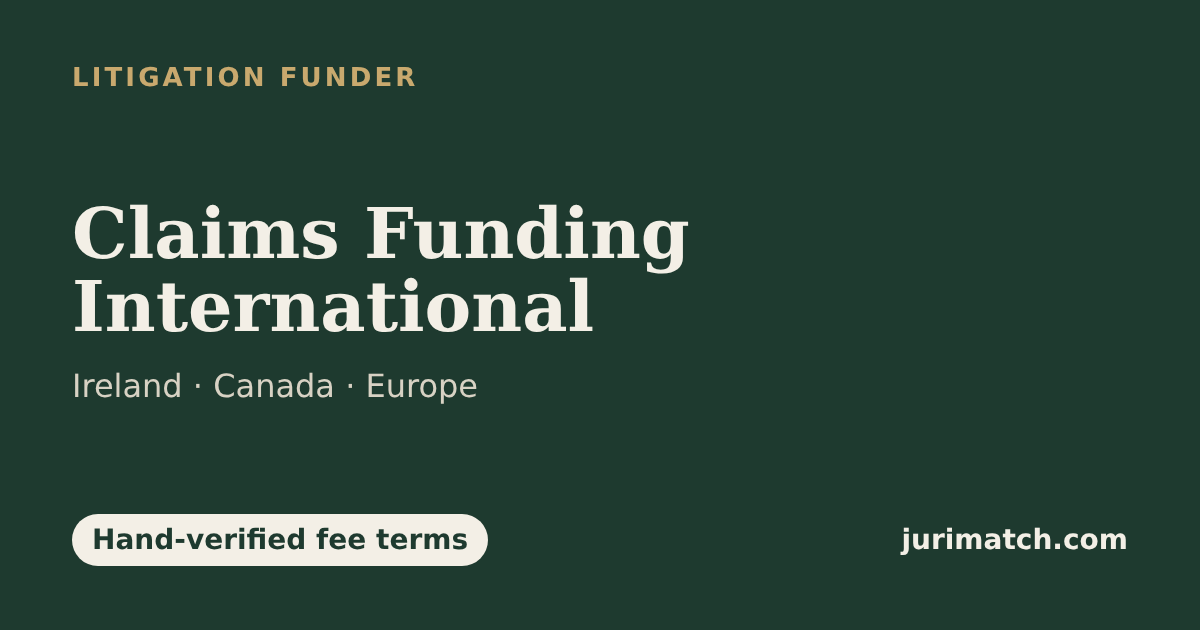 LITIGATION FUNDER
Claims Funding
International
Ireland · Canada · Europe
Hand-verified fee terms
jurimatch.com